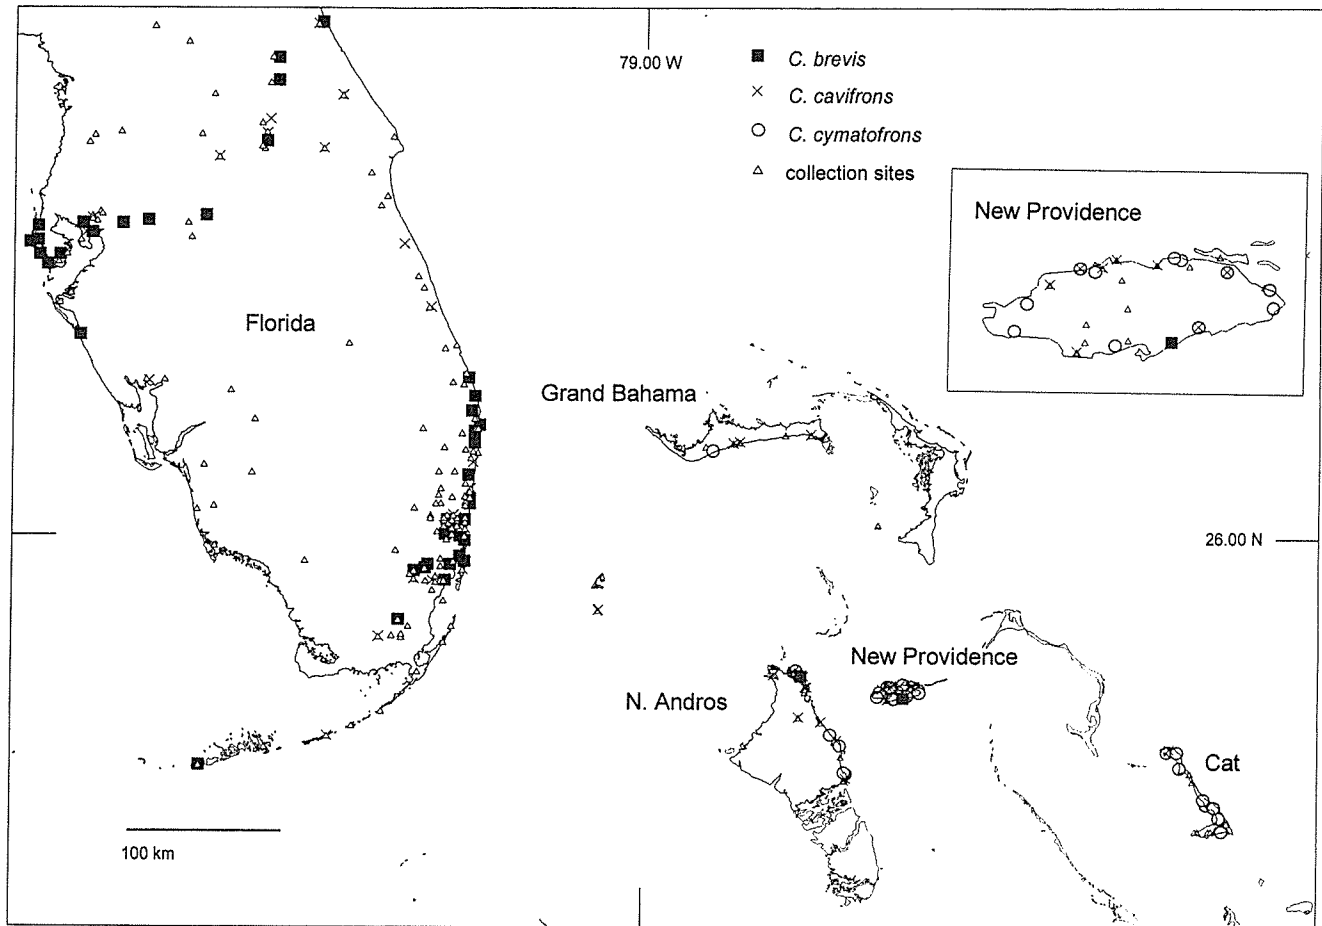 79.00 W
C. brevis
C. cavifrons
C. cymatofrons
collection sites
New Providence
Florida
Grand Bahama
26.00 N
New Providence
N. Andros
Cat
100 km